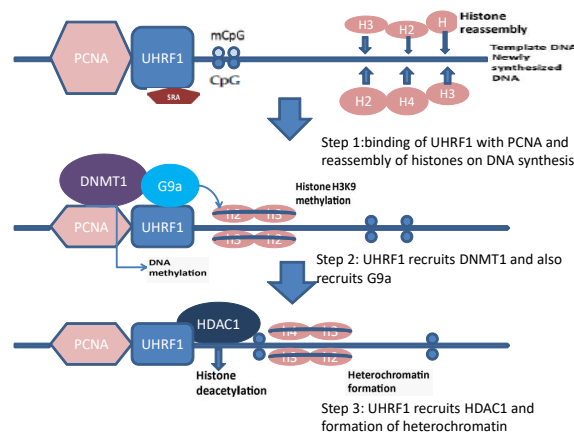 H3
H2
H
Histone
reassembly
PCNA
UHRF1
mCpG
CpG
SRA
Template DNA
Newly
synthesized
DNA
H2
H4
H3
Step 1:binding of UHRF1 with PCNA and
reassembly of histones on DNA synthesis
DNMT1
G9a
Histone H3K9
methylation
H2
H3
PCNA
UHRF1
H3
H2
DNA
methylation
Step 2: UHRF1 recruits DNMT1 and also
recruits G9a
HDAC1
PCNA
UHRF1
H4
H3
H3
H2
Histone
deacetylation
Heterochromatin
formation
Step 3: UHRF1 recruits HDAC1 and
formation of heterochromatin